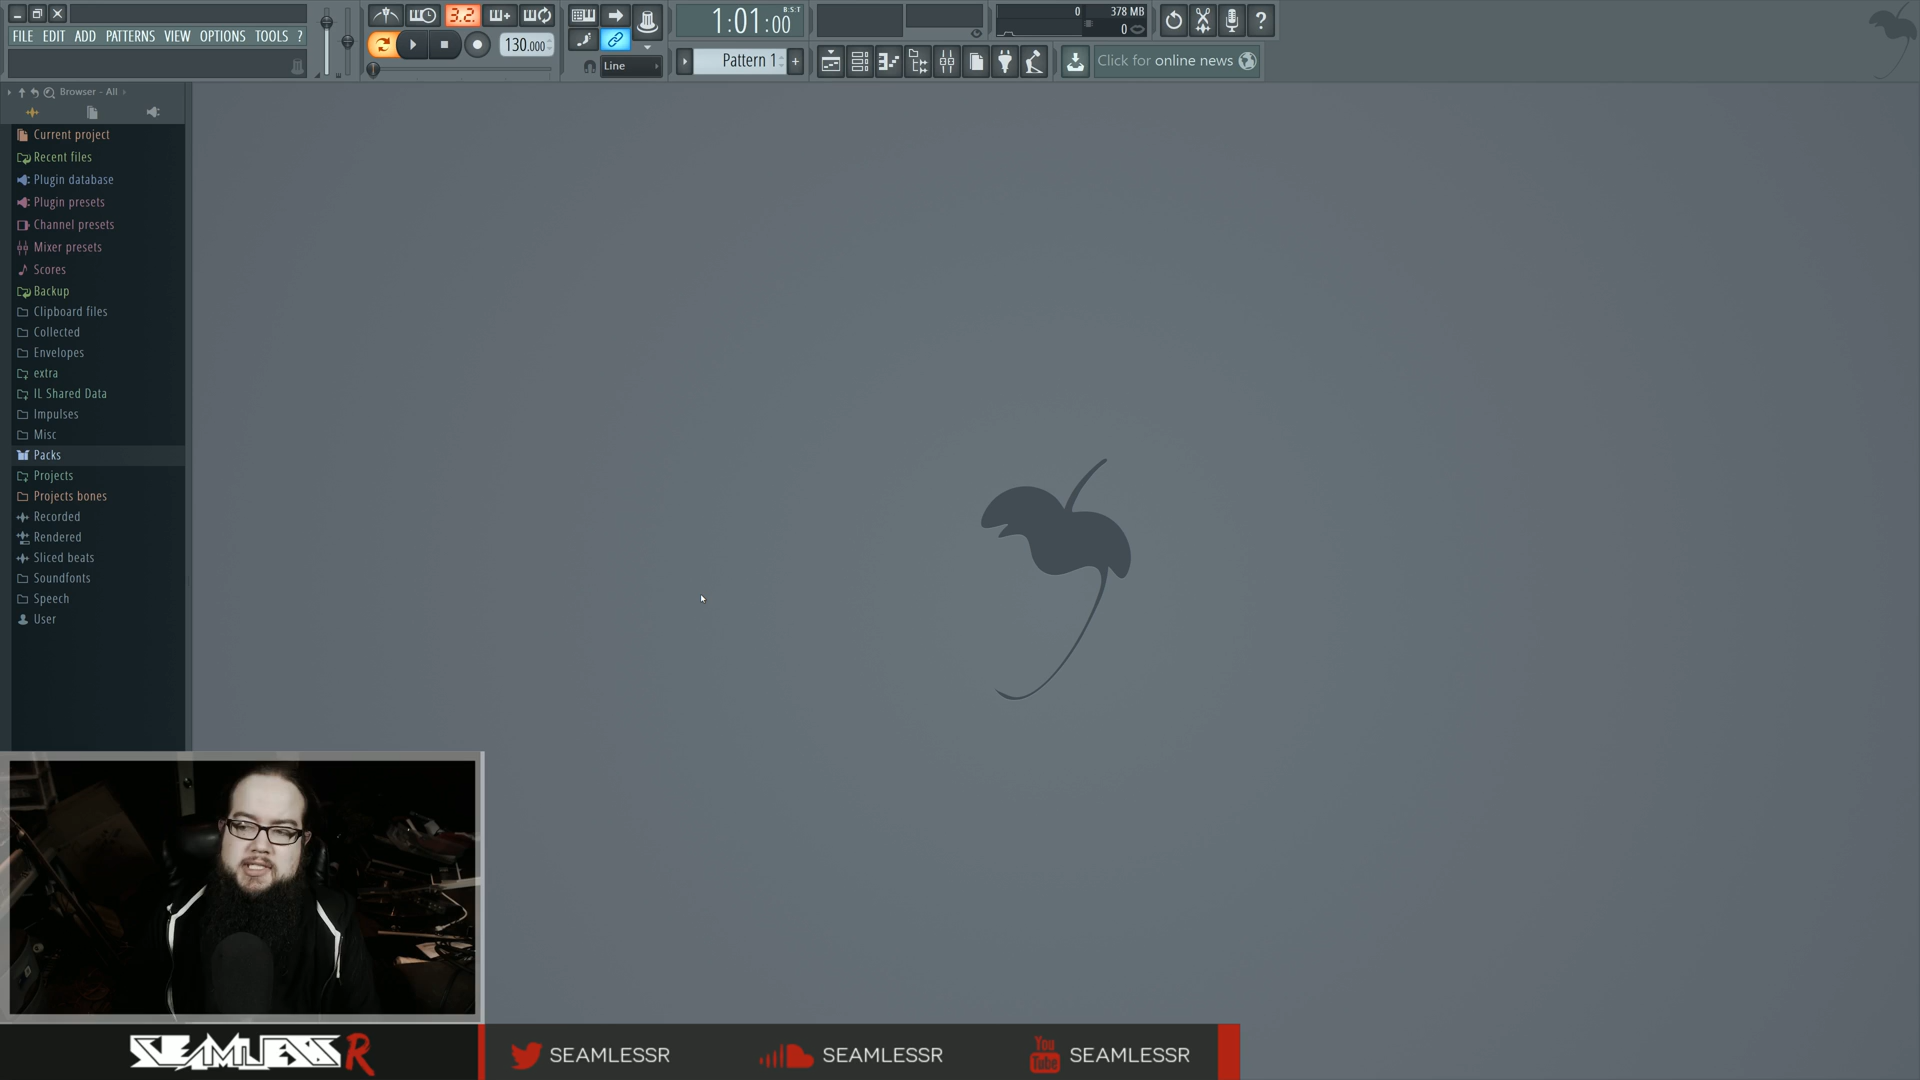 FILE EDIT ADD PATTERNS VIEW OPTIONS TOOLS ?
3.2
130.000
Line
1:01:00
B:S:T
Pattern 1
+
0
378 MB
0
?
Click for online news
Browser - All
Current project
Recent files
Plugin database
Plugin presets
Channel presets
Mixer presets
Scores
Backup
Clipboard files
Collected
Envelopes
extra
IL Shared Data
Impulses
Misc
Packs
Projects
Projects bones
Recorded
Rendered
Sliced beats
Soundfonts
Speech
User
SEAMLESSR
SEAMLESSR
SEAMLESSR
You Tube
SEAMLESSR